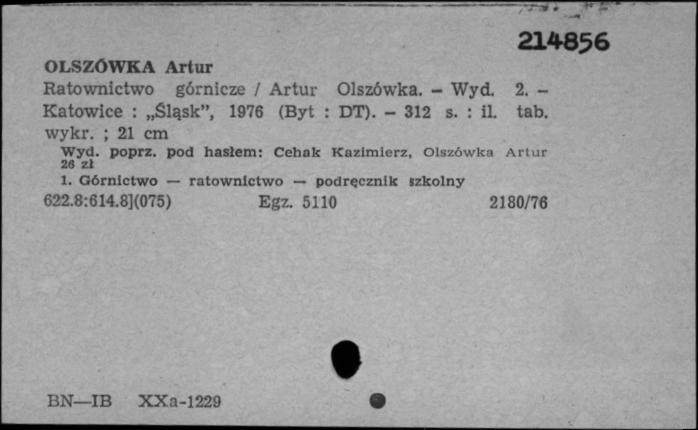 214856
OLSZÓWKA Artur
Ratownictwo górnicze / Artur Olszówka. – Wyd. 2. –
Katowice : „Śląsk”, 1976 (Byt : DT). – 312 s. : il. tab.
wykr. ; 21 cm
Wyd. poprz. pod hasłem: Cehak Kazimierz, Olszówka Artur
26 zł
1. Górnictwo — ratownictwo — podręcznik szkolny
622.8:614.8](075) Egz. 5110 2180/76
BN—IB XXa-1229